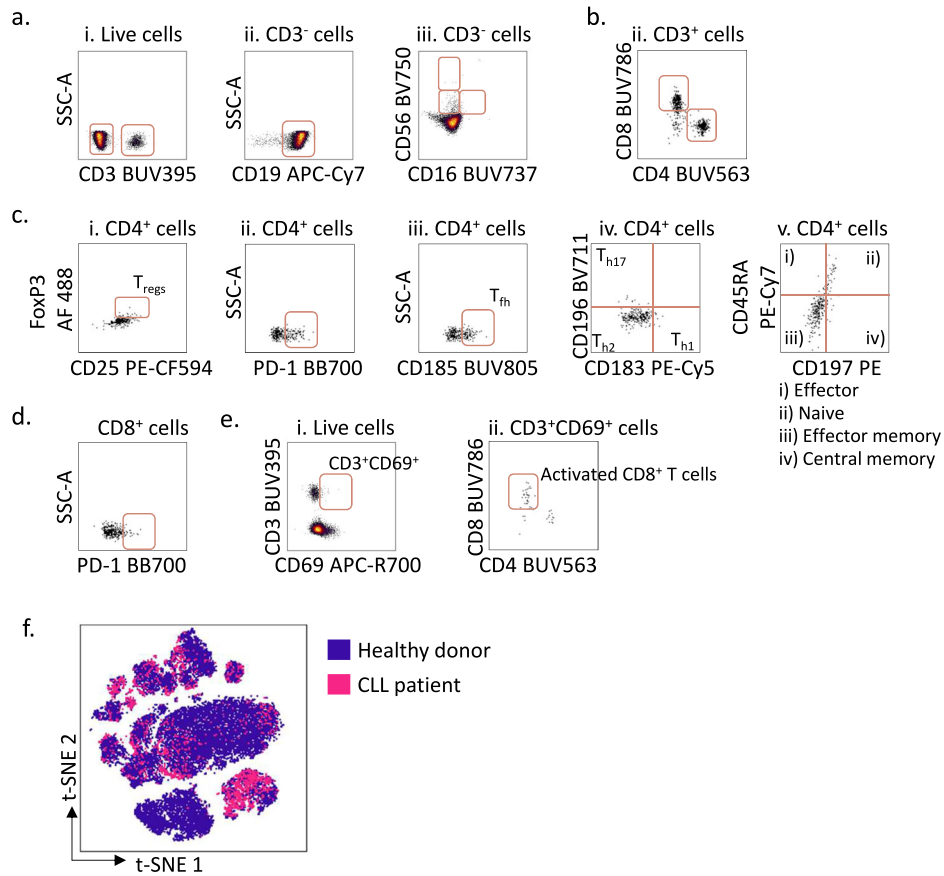 a.
i. Live cells
SSC-A
CD3 BUV395
ii. CD3⁻ cells
SSC-A
CD19 APC-Cy7
iii. CD3⁻ cells
CD56 BV750
CD16 BUV737
b.
ii. CD3⁺ cells
CD8 BUV786
CD4 BUV563
c.
i. CD4⁺ cells
FoxP3
AF 488
Tregs
CD25 PE-CF594
ii. CD4⁺ cells
SSC-A
PD-1 BB700
iii. CD4⁺ cells
SSC-A
Tfh
CD185 BUV805
iv. CD4⁺ cells
CD196 BV711
Th17
Th2
Th1
CD183 PE-Cy5
v. CD4⁺ cells
CD45RA
PE-Cy7
i)
ii)
iii)
iv)
CD197 PE
i) Effector
ii) Naive
iii) Effector memory
iv) Central memory
d.
CD8⁺ cells
SSC-A
PD-1 BB700
e.
i. Live cells
CD3 BUV395
CD3⁺CD69⁺
CD69 APC-R700
ii. CD3⁺CD69⁺ cells
CD8 BUV786
Activated CD8⁺ T cells
CD4 BUV563
f.
t-SNE 2
t-SNE 1
Healthy donor
CLL patient